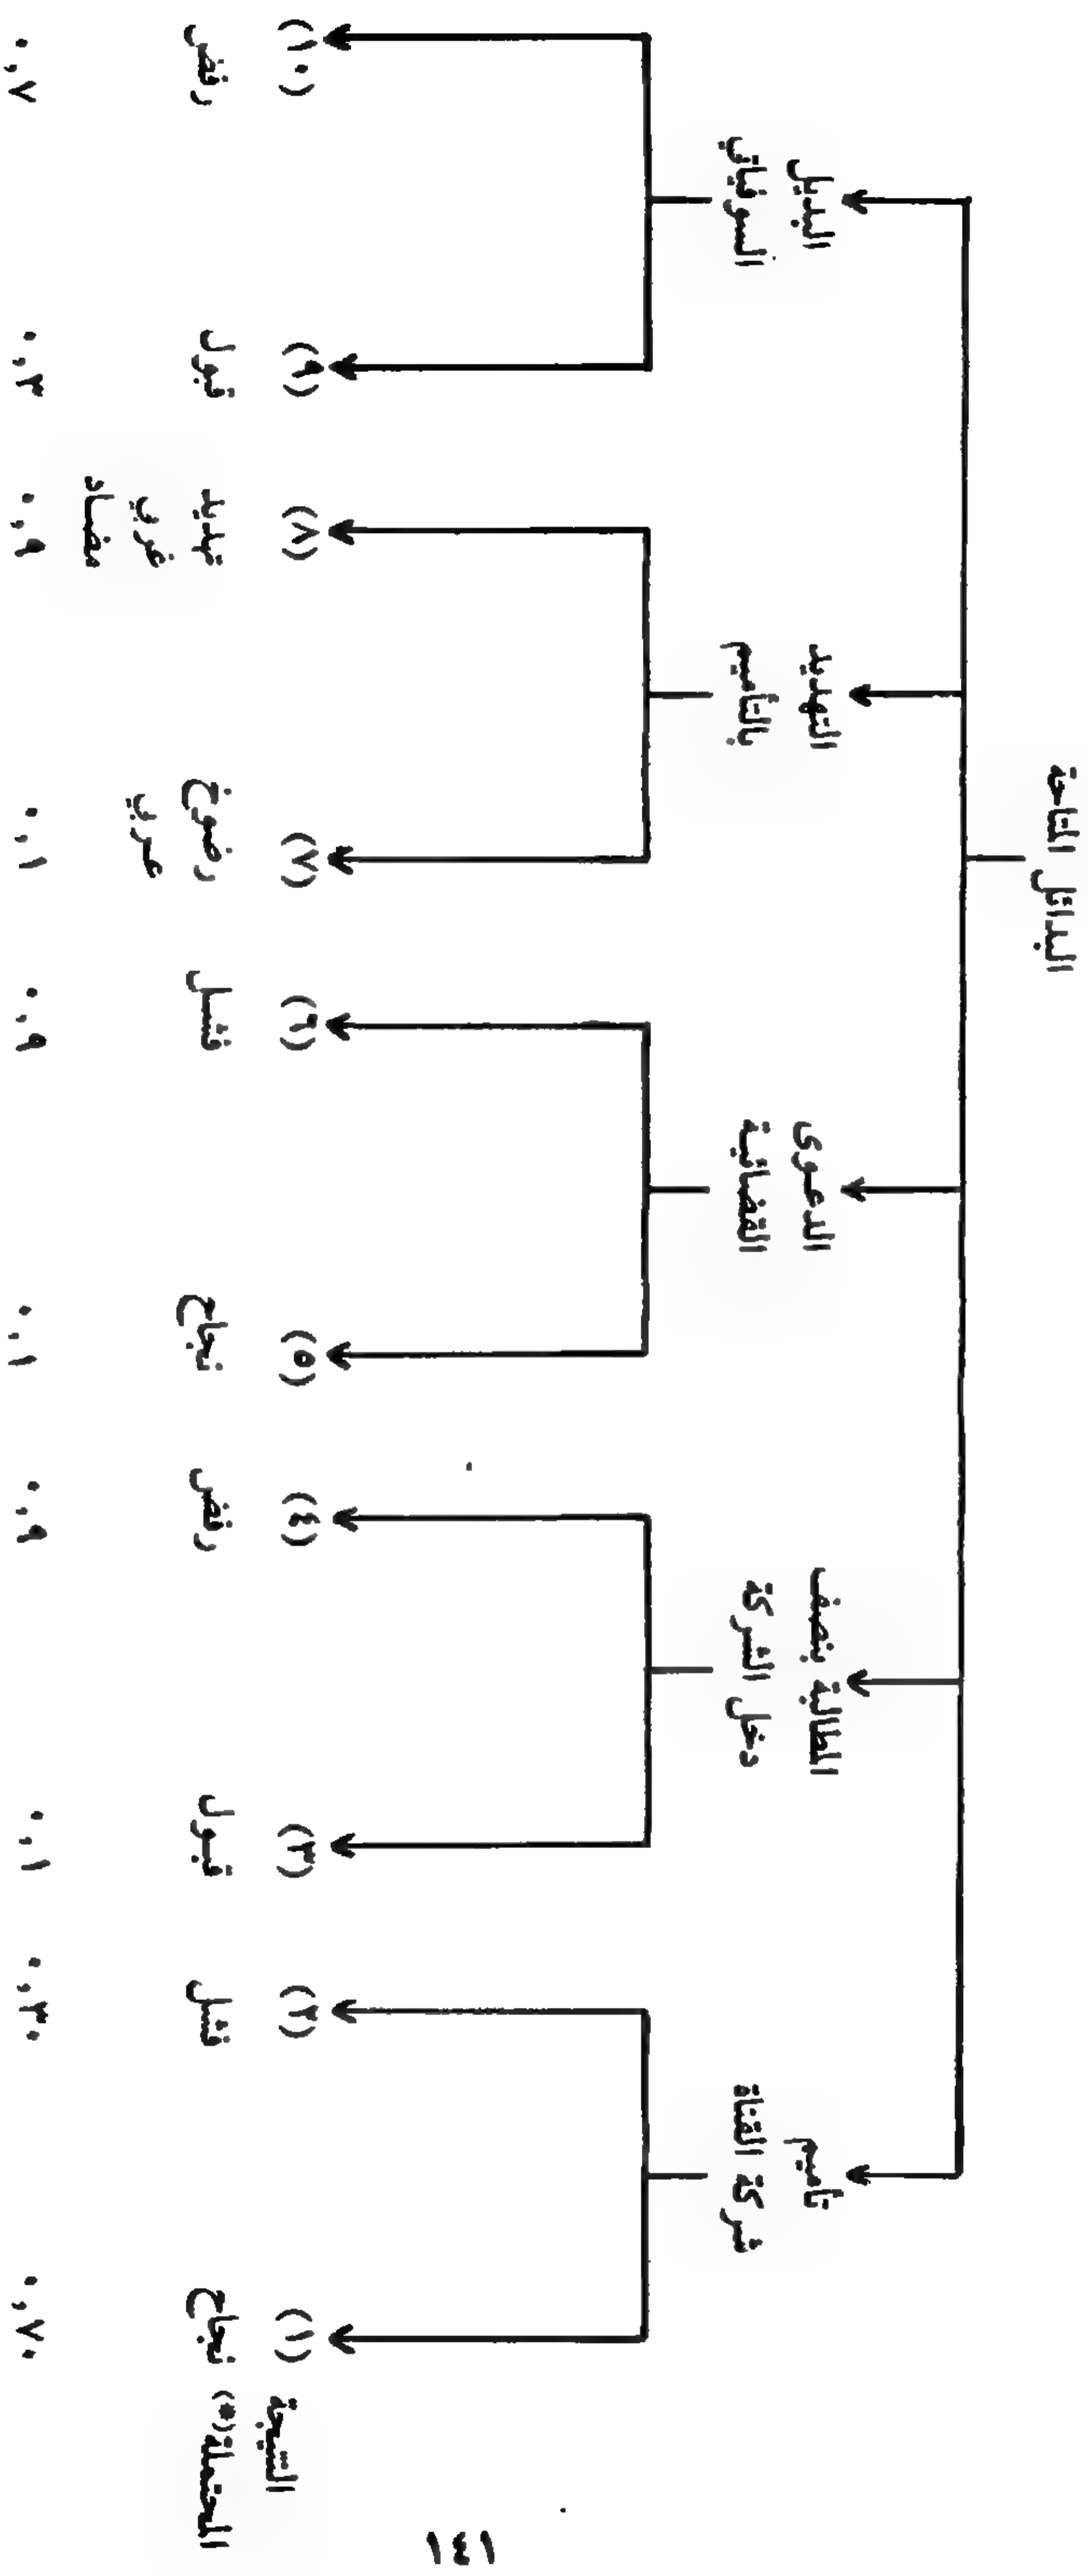 البدائل المتاحة
تأميم
شركة القناة
المطالبة بنصف
دخل الشركة
الدعوى
القضائية
التهديد
بالتأميم
البديل
السوفياتي
النتيجة
المحتملة(*)
(١)
نجاح
٠,٧٠
(٢)
فشل
٠,٣٠
(٣)
قبول
٠,١
(٤)
رفض
٠,٩
(٥)
نجاح
٠,١
(٦)
فشل
٠,٩
(٧)
رضوخ
غربي
٠,١
(٨)
تهديد
غربي
مضاد
٠,٩
(٩)
قبول
٠,٣
(١٠)
رفض
٠,٧
١٤١